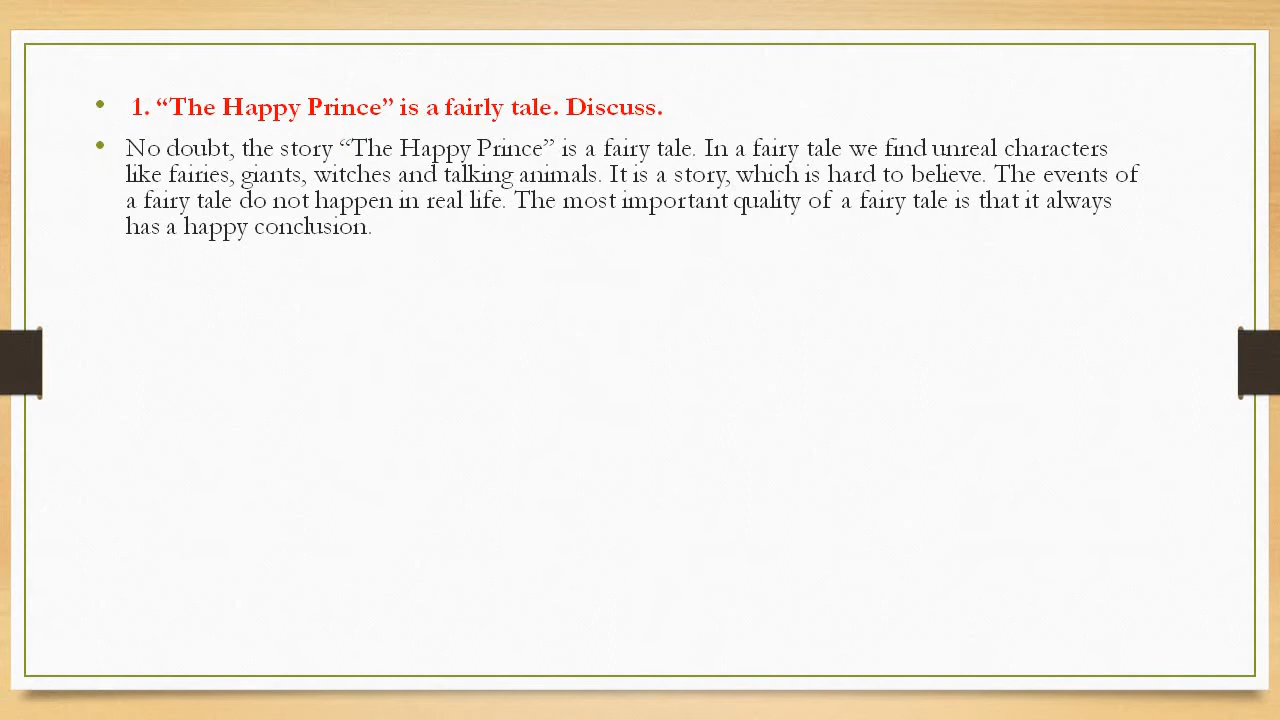 • 1. “The Happy Prince” is a fairly tale. Discuss.
• No doubt, the story “The Happy Prince” is a fairy tale. In a fairy tale we find unreal characters
like fairies, giants, witches and talking animals. It is a story, which is hard to believe. The events of
a fairy tale do not happen in real life. The most important quality of a fairy tale is that it always
has a happy conclusion.